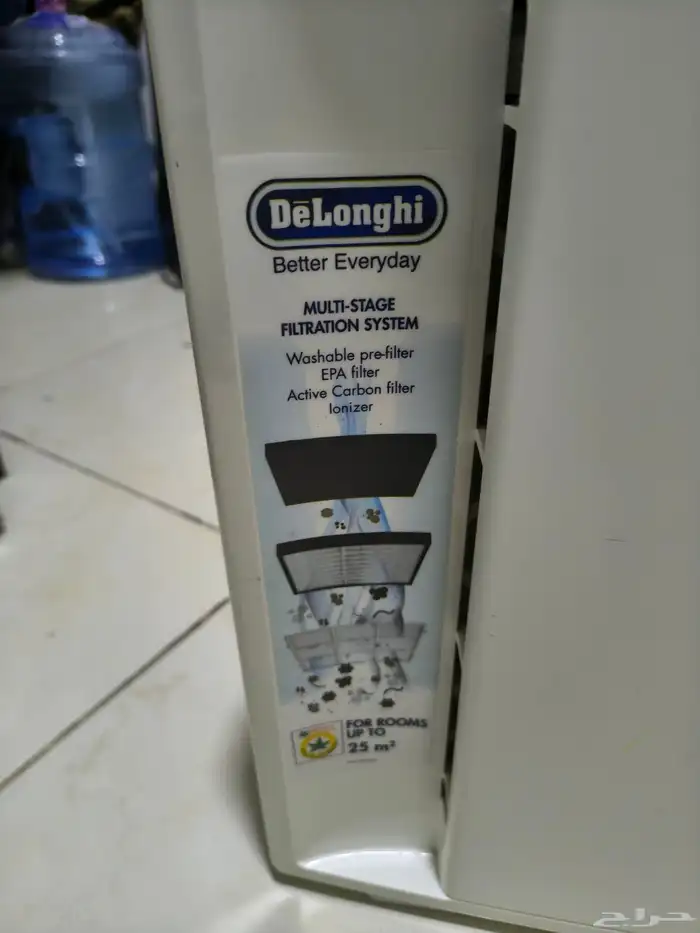 DēLonghi
Better Everyday
MULTI-STAGE
FILTRATION SYSTEM
Washable pre-filter
EPA filter
Active Carbon filter
Ionizer
FOR ROOMS
UP TO
25 m²
حراج